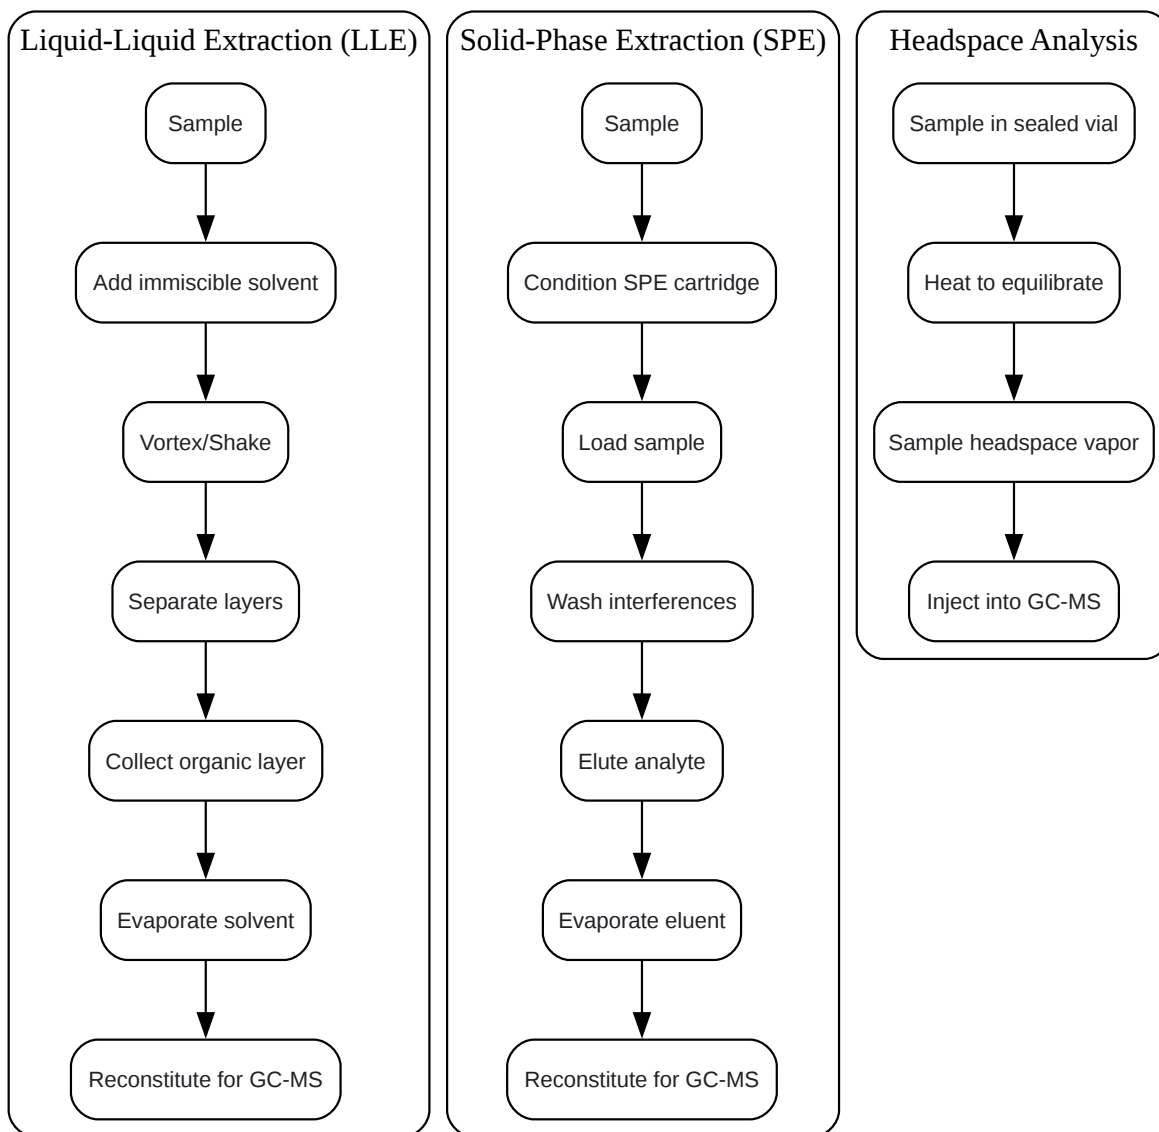 Liquid-Liquid Extraction (LLE)
Sample
Add immiscible solvent
Vortex/Shake
Separate layers
Collect organic layer
Evaporate solvent
Reconstitute for GC-MS
Solid-Phase Extraction (SPE)
Sample
Condition SPE cartridge
Load sample
Wash interferences
Elute analyte
Evaporate eluent
Reconstitute for GC-MS
Headspace Analysis
Sample in sealed vial
Heat to equilibrate
Sample headspace vapor
Inject into GC-MS